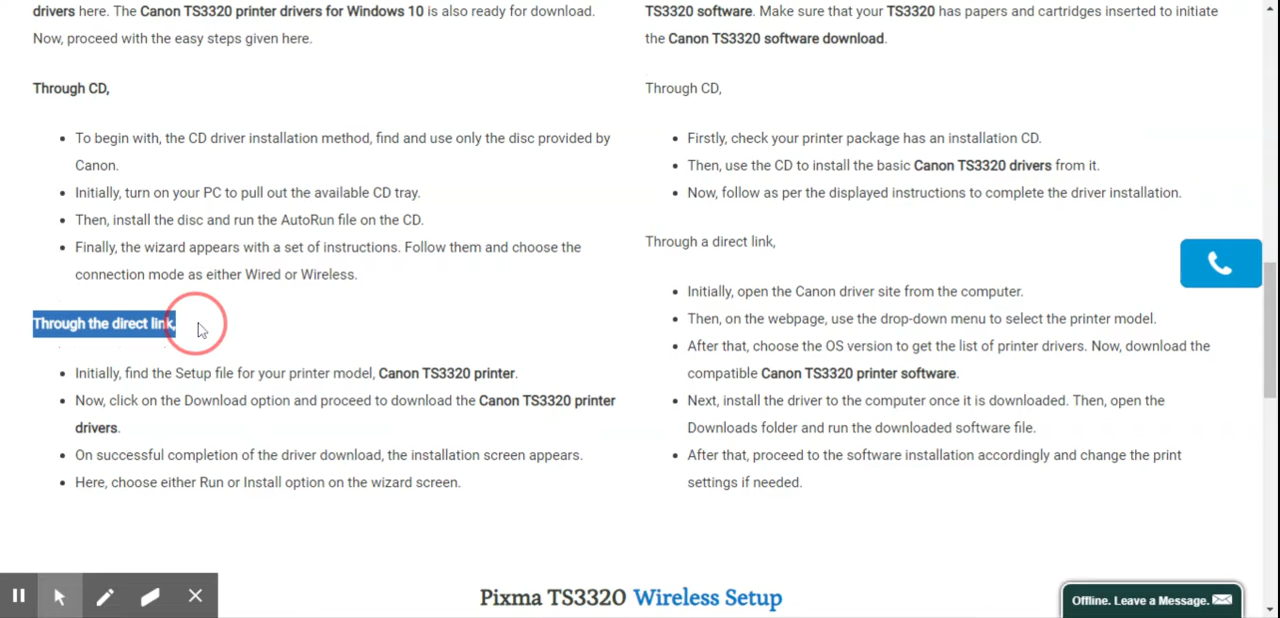 drivers here. The Canon TS3320 printer drivers for Windows 10 is also ready for download.
Now, proceed with the easy steps given here.
Through CD,
To begin with, the CD driver installation method, find and use only the disc provided by
Canon.
Initially, turn on your PC to pull out the available CD tray.
Then, install the disc and run the AutoRun file on the CD.
Finally, the wizard appears with a set of instructions. Follow them and choose the
connection mode as either Wired or Wireless.
Through the direct link,
Initially, find the Setup file for your printer model, Canon TS3320 printer.
Now, click on the Download option and proceed to download the Canon TS3320 printer
drivers.
On successful completion of the driver download, the installation screen appears.
Here, choose either Run or Install option on the wizard screen.
TS3320 software. Make sure that your TS3320 has papers and cartridges inserted to initiate
the Canon TS3320 software download.
Through CD,
Firstly, check your printer package has an installation CD.
Then, use the CD to install the basic Canon TS3320 drivers from it.
Now, follow as per the displayed instructions to complete the driver installation.
Through a direct link,
Initially, open the Canon driver site from the computer.
Then, on the webpage, use the drop-down menu to select the printer model.
After that, choose the OS version to get the list of printer drivers. Now, download the
compatible Canon TS3320 printer software.
Next, install the driver to the computer once it is downloaded. Then, open the
Downloads folder and run the downloaded software file.
After that, proceed to the software installation accordingly and change the print
settings if needed.
Pixma TS3320 Wireless Setup
Offline. Leave a Message.